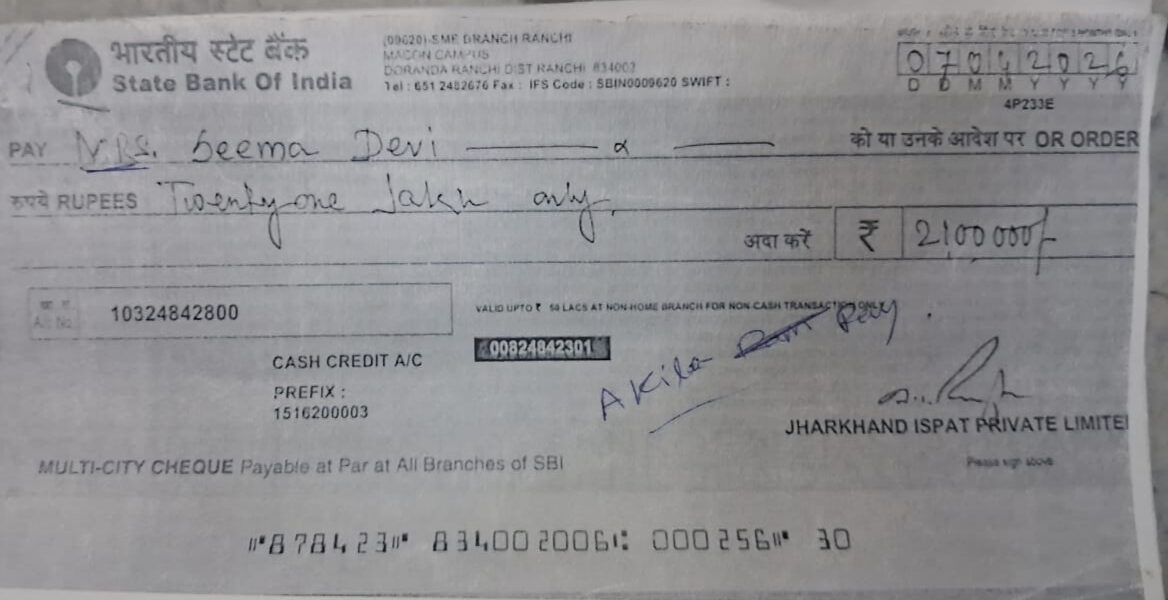 भारतीय स्टेट बैंक
State Bank Of India
(09620)-SME BRANCH RANCHI
MACON CAMPUS
DORANDA RANCHI DIST RANCHI 834002
Tel : 651 2482676 Fax : IFS Code : SBIN0009620 SWIFT :
07042026
D D M M Y Y Y Y
4P233E
PAY Mrs. Seema Devi को या उनके आदेश पर OR ORDER
रुपये RUPEES Twenty one lakh only
अदा करें ₹ 2100000/-
10324842800
VALID UPTO ₹ 50 LACS AT NON-HOME BRANCH FOR NON CASH TRANSACTION ONLY
00824842301
CASH CREDIT A/C
PREFIX :
1516200003
JHARKHAND ISPAT PRIVATE LIMITE
Please sign above
MULTI-CITY CHEQUE Payable at Par at All Branches of SBI
⑈878423⑈ 834002006⑆ 000256⑈ 30